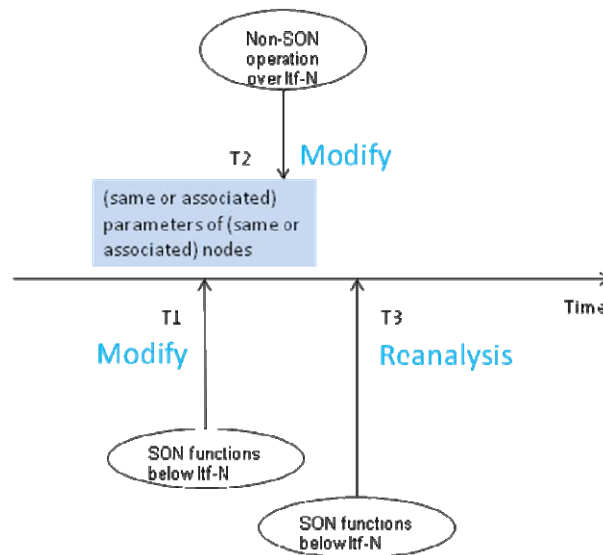 Non-SON
operation
over Itf-N
T2 Modify
(same or associated)
parameters of (same or
associated) nodes
T1
T3
Time
Modify
Reanalysis
SON functions
below Itf-N
SON functions
below Itf-N